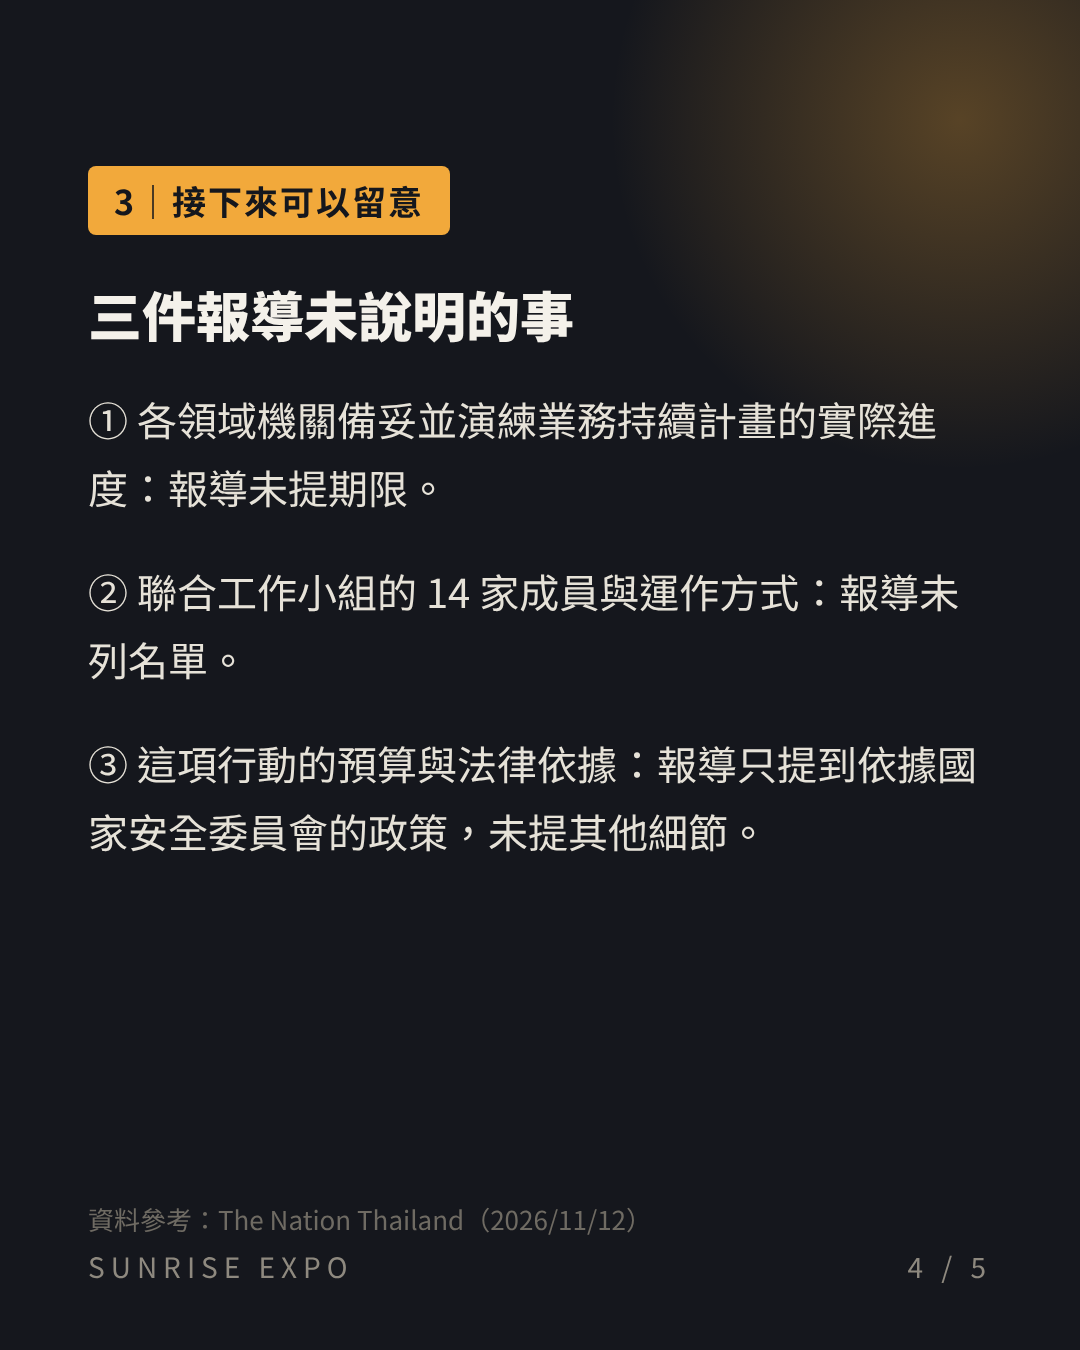 3｜接下來可以留意
三件報導未說明的事
① 各領域機關備妥並演練業務持續計畫的實際進
度：報導未提期限。
② 聯合工作小組的 14 家成員與運作方式：報導未
列名單。
③ 這項行動的預算與法律依據：報導只提到依據國
家安全委員會的政策，未提其他細節。
資料參考：The Nation Thailand（2026/11/12）
SUNRISE EXPO
4 / 5